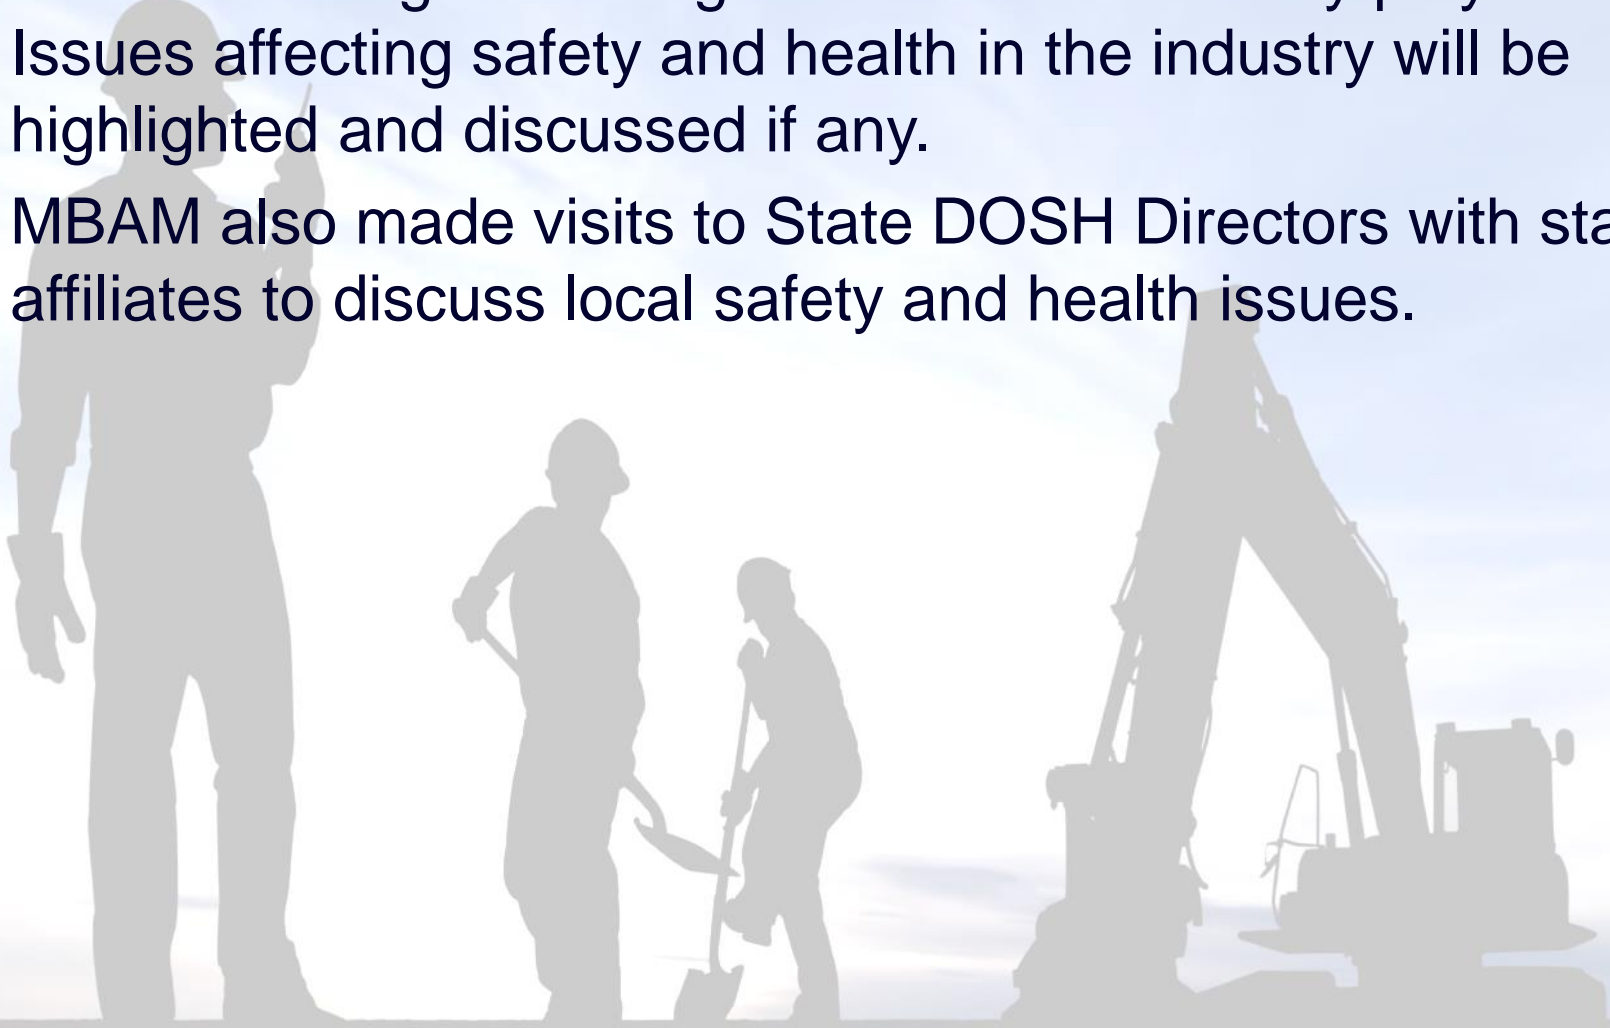 Issues affecting safety and health in the industry will be
highlighted and discussed if any.
MBAM also made visits to State DOSH Directors with
affiliates to discuss local safety and health issues.